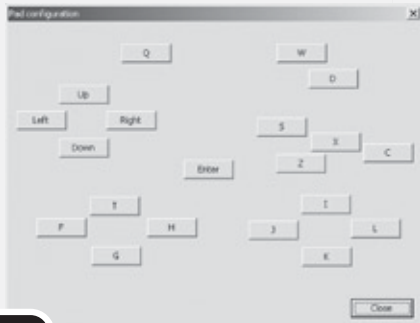 Pad configuration
Q
W
D
Up
Left
Right
S
Down
X
C
Enter
Z
T
I
F
H
J
L
G
K
Close